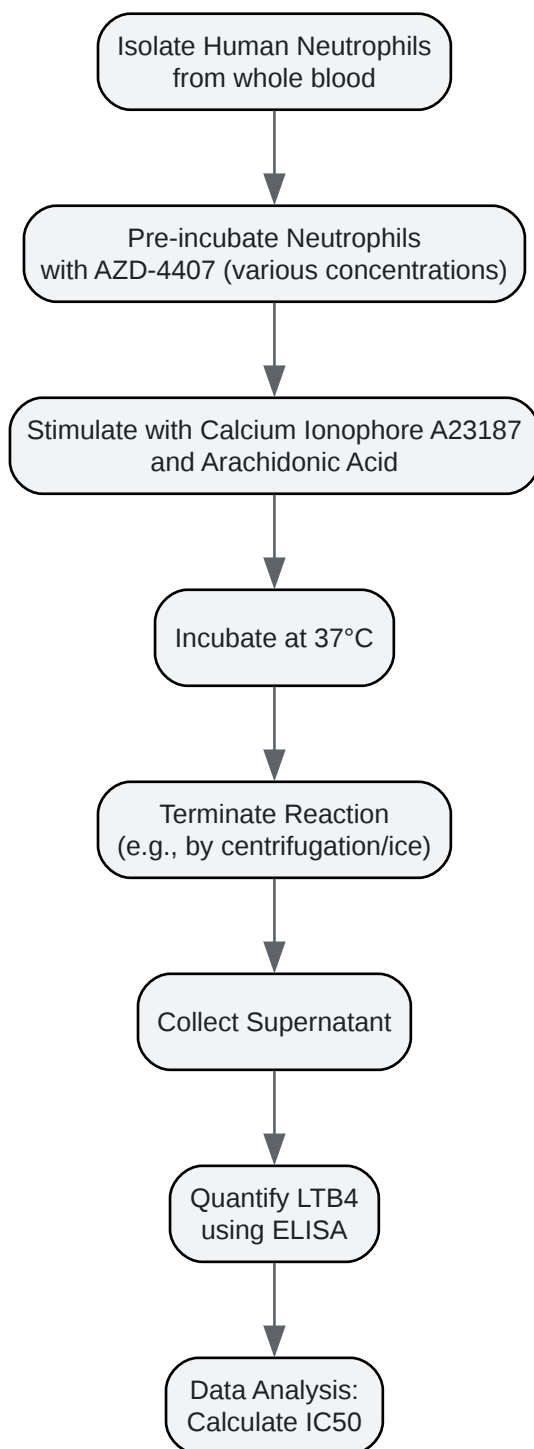 Isolate Human Neutrophils
from whole blood
Pre-incubate Neutrophils
with AZD-4407 (various concentrations)
Stimulate with Calcium Ionophore A23187
and Arachidonic Acid
Incubate at 37°C
Terminate Reaction
(e.g., by centrifugation/ice)
Collect Supernatant
Quantify LTB4
using ELISA
Data Analysis:
Calculate IC50